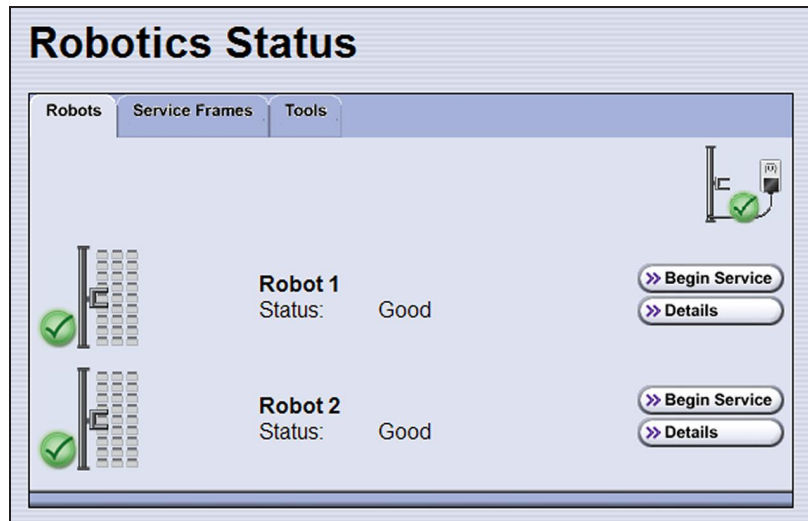 Robotics Status
Robots
Service Frames
Tools
Robot 1
Status: Good
>> Begin Service
>> Details
Robot 2
Status: Good
>> Begin Service
>> Details